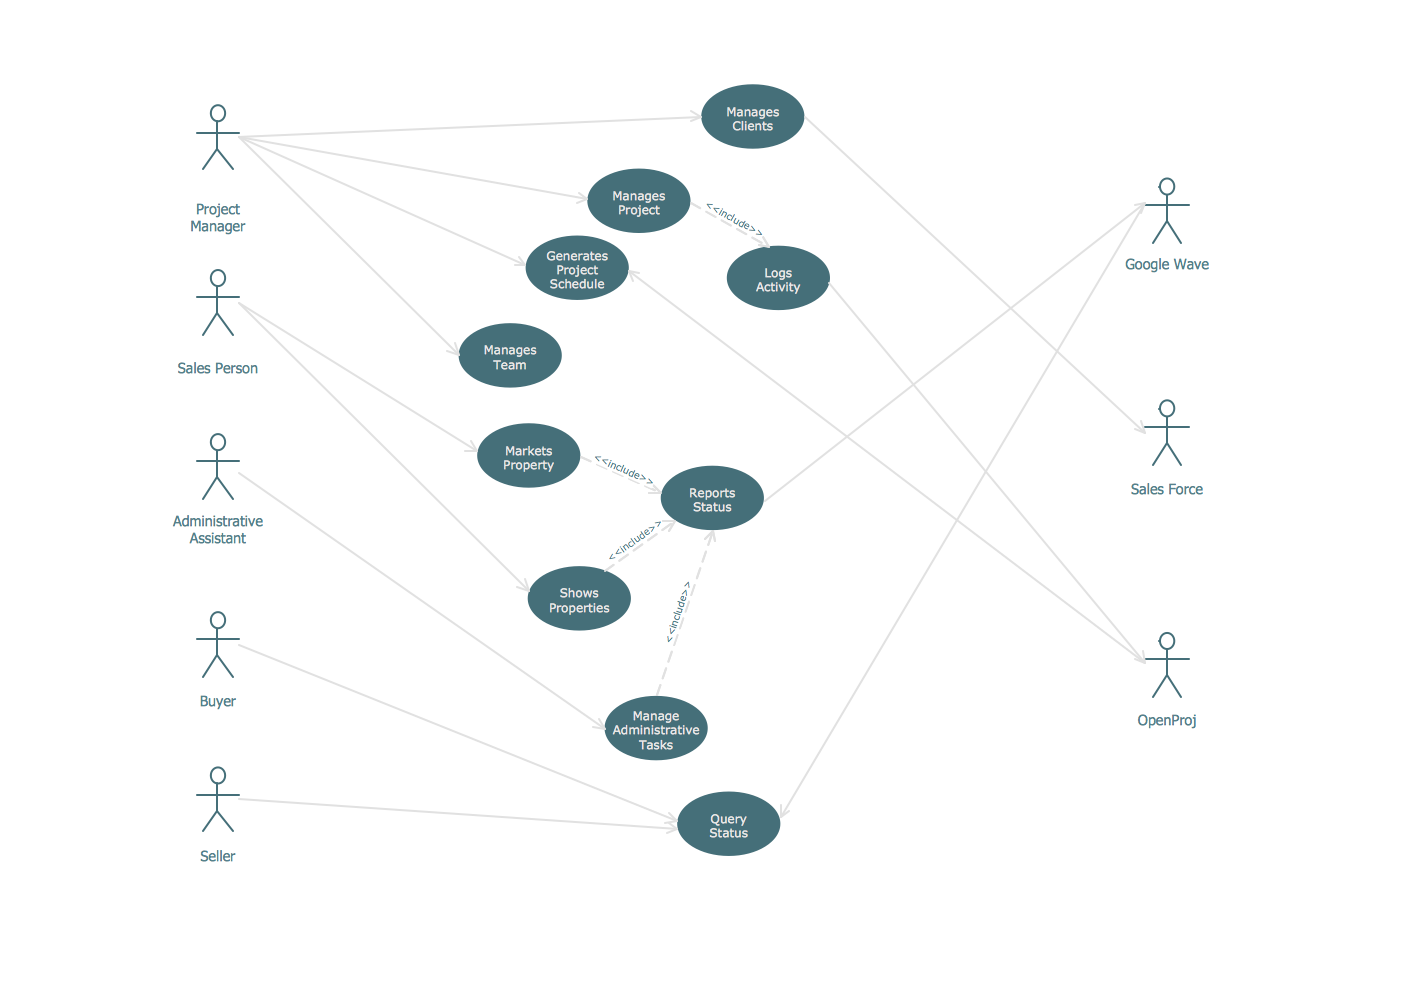 Manages
Clients
Project
Manager
Manages
Project
<<include>>
Generates
Project
Schedule
Logs
Activity
Google Wave
Sales Person
Manages
Team
Markets
Property
<<include>>
Reports
Status
Sales Force
Administrative
Assistant
<<include>>
Shows
Properties
<<include>>
Buyer
Manage
Administrative
Tasks
OpenProj
Query
Status
Seller